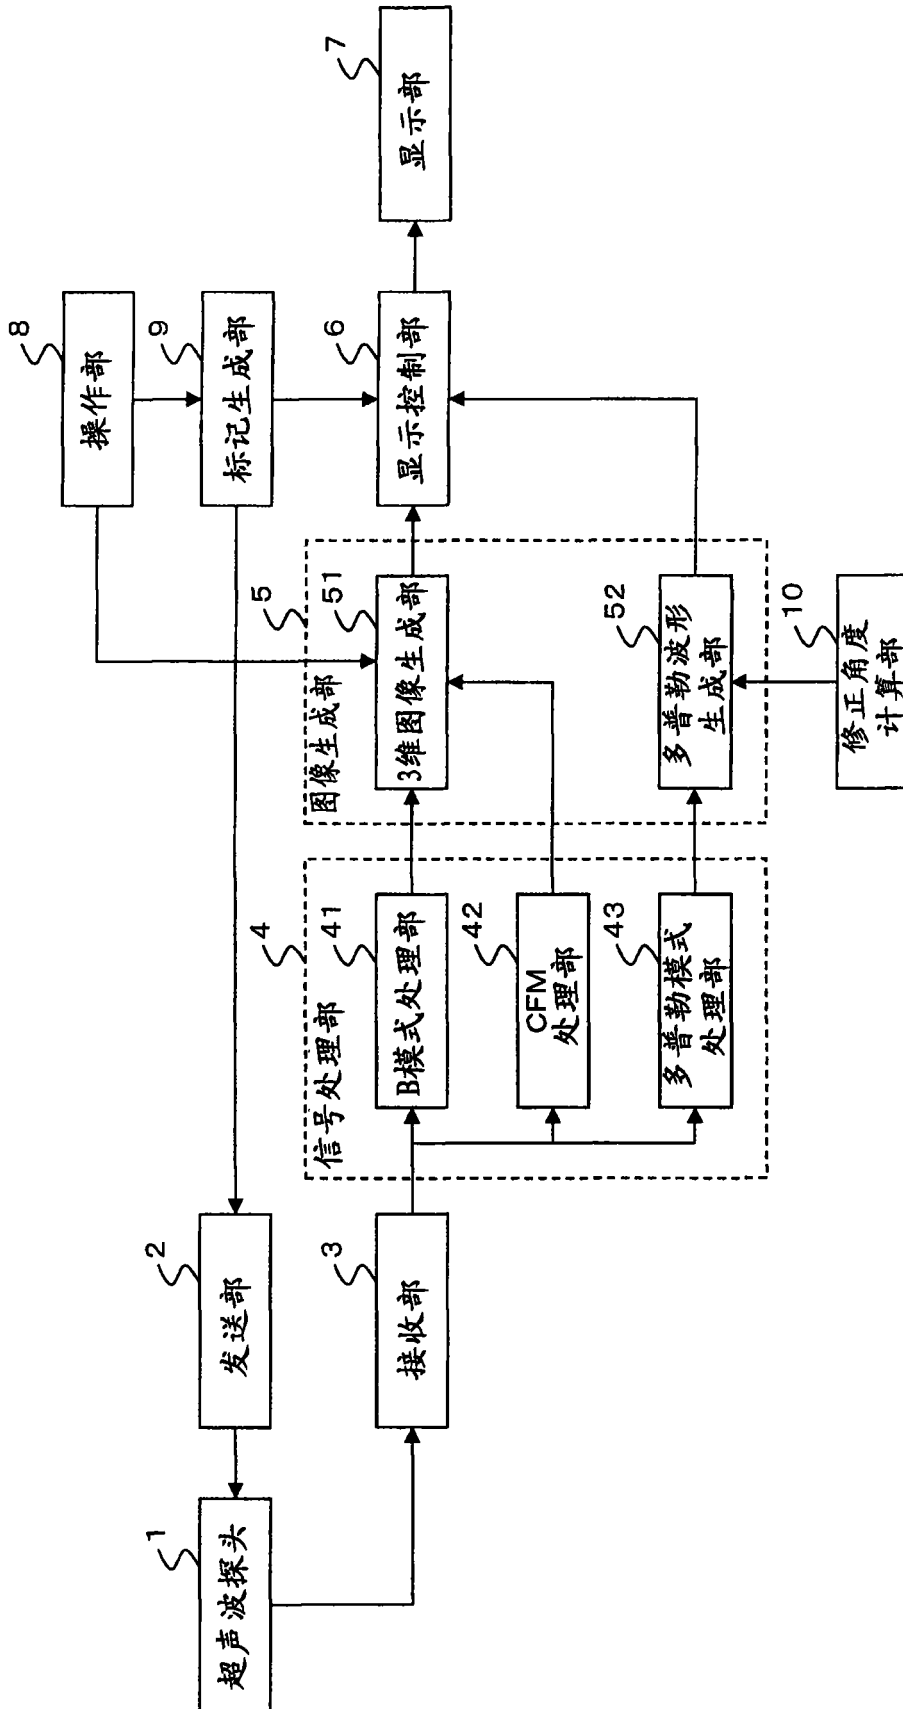 1
超声波探头
2
发送部
3
接收部
4
信号处理部
41
B模式处理部
42
CFM
处理部
43
多普勒模式
处理部
5
图像生成部
51
3维图像生成部
52
多普勒波形
生成部
10
修正角度
计算部
8
操作部
9
标记生成部
6
显示控制部
7
显示部